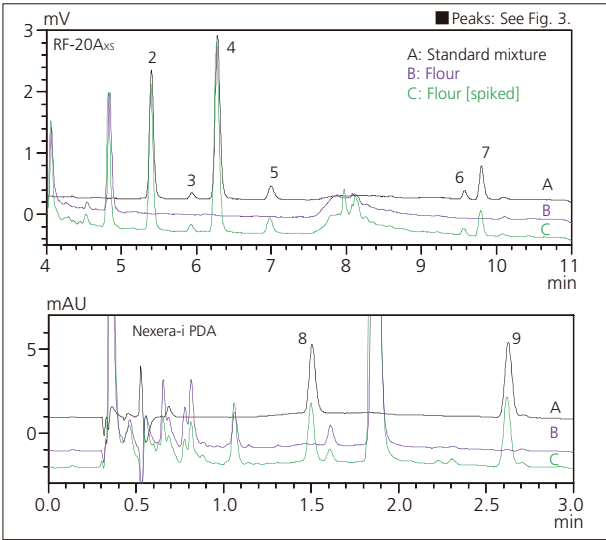 mV
■Peaks: See Fig. 3.
RF-20Axs
A: Standard mixture
B: Flour
C: Flour [spiked]
3
2
1
0
2
3
4
5
6
7
A
B
C
4 5 6 7 8 9 10 11
min
mAU
Nexera-i PDA
5
0
8
9
A
B
C
0.0 0.5 1.0 1.5 2.0 2.5 3.0
min